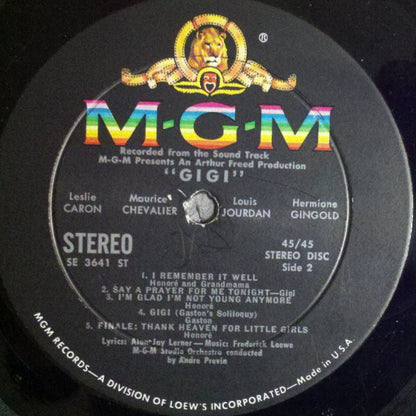 ®
M-G-M
Recorded from the Sound Track
M-G-M Presents An Arthur Freed Production
"GIGI"
Leslie CARON
Maurice CHEVALIER
Louis JOURDAN
Hermione GINGOLD
STEREO
SE 3641 ST
45/45
STEREO DISC
Side 2
1. I REMEMBER IT WELL
Honoré and Grandmama
2. SAY A PRAYER FOR ME TONIGHT—Gigi
3. I'M GLAD I'M NOT YOUNG ANYMORE
Honoré
4. GIGI (Gaston's Soliloquy)
Gaston
5. FINALE: THANK HEAVEN FOR LITTLE GIRLS
Honoré
Lyrics: Alan Jay Lerner - Music: Frederick Loewe
M-G-M Studio Orchestra conducted
by Andre Previn
MGM RECORDS—A DIVISION OF LOEW'S INCORPORATED—Made in U.S.A.